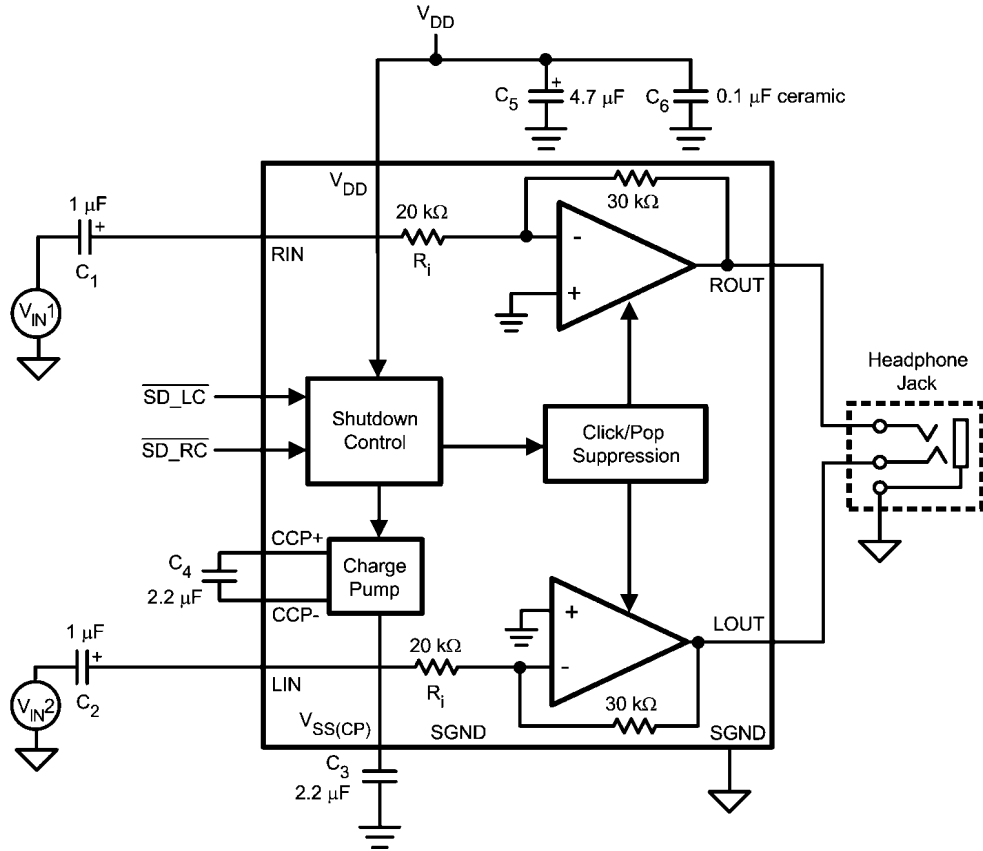 VDD
C5
+
4.7 μF
C6
0.1 μF ceramic
VDD
1 μF
+
C1
20 kΩ
Ri
30 kΩ
RIN
-
+
ROUT
VIN1
Headphone
Jack
SD_LC
SD_RC
Shutdown
Control
Click/Pop
Suppression
CCP+
C4
2.2 μF
CCP-
Charge
Pump
1 μF
+
C2
VIN2
LIN
20 kΩ
Ri
+
-
30 kΩ
LOUT
VSS(CP)
SGND
SGND
C3
2.2 μF